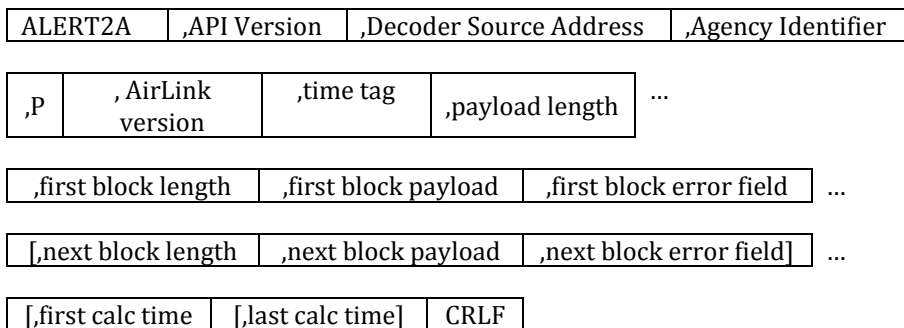 ALERT2A ,API Version ,Decoder Source Address ,Agency Identifier
,P , AirLink version ,time tag ,payload length …
,first block length ,first block payload ,first block error field …
[,next block length ,next block payload ,next block error field] …
[,first calc time [,last calc time] CRLF